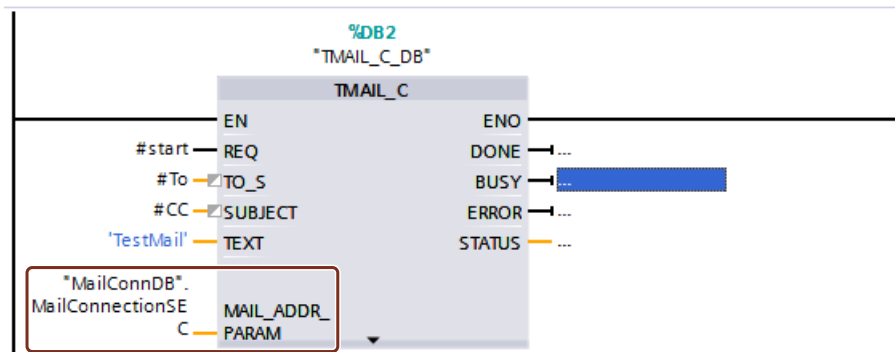 %DB2
"TMAIL_C_DB"
TMAIL_C
EN ENO
#start REQ DONE ...
#To TO_S BUSY ...
#CC SUBJECT ERROR ...
'TestMail' TEXT STATUS ...
"MailConnDB".
MailConnectionSE MAIL_ADDR_
C PARAM